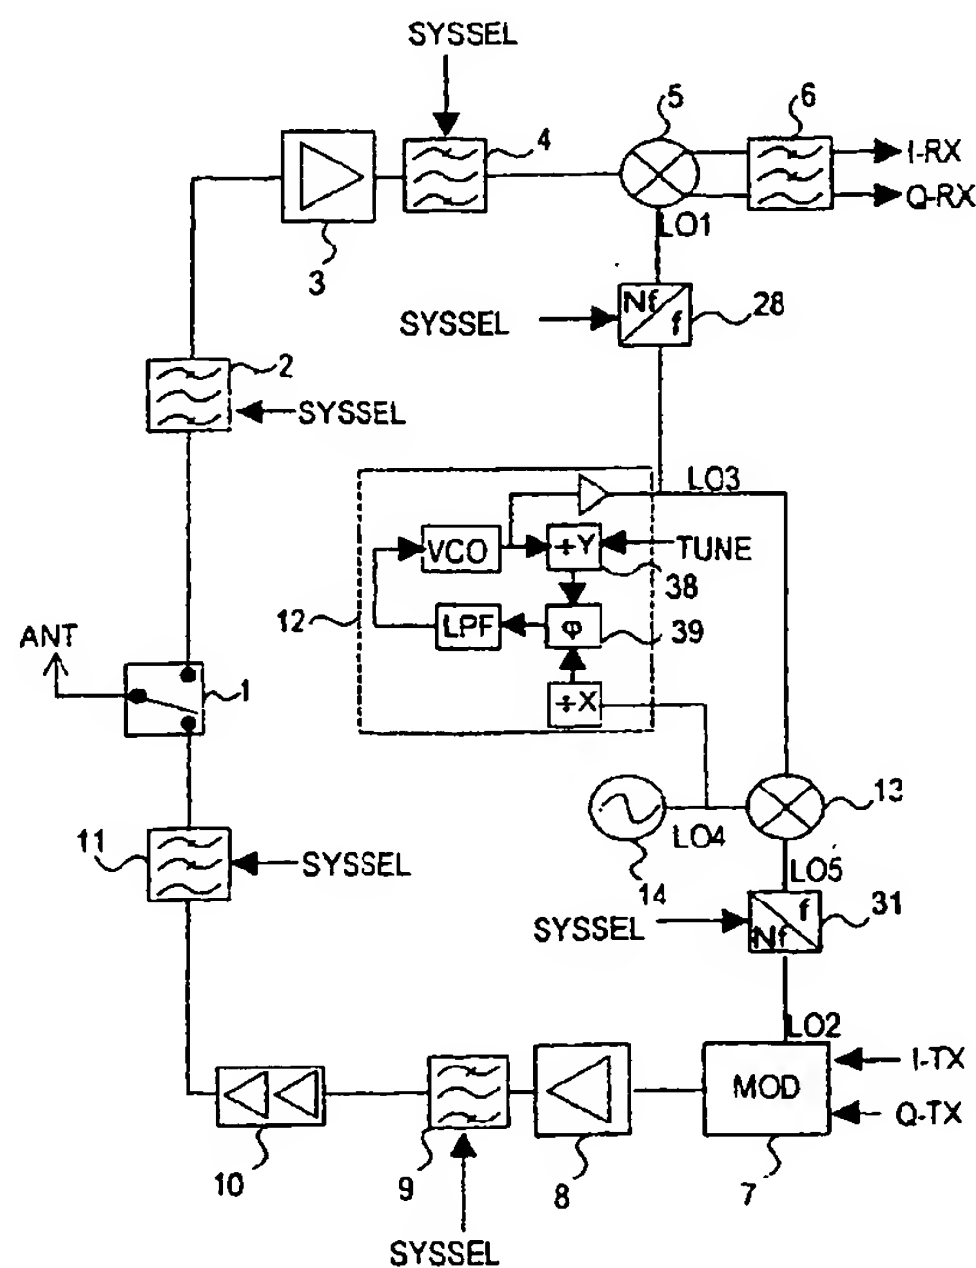 SYSSEL
5
6
4
I-RX
Q-RX
3
LO1
SYSSEL
Nf
f
28
2
SYSSEL
LO3
VCO
÷Y
TUNE
38
12
LPF
φ
39
ANT
1
÷X
13
LO4
14
LO5
11
SYSSEL
SYSSEL
f
Nf
31
LO2
MOD
I-TX
Q-TX
10
9
8
7
SYSSEL